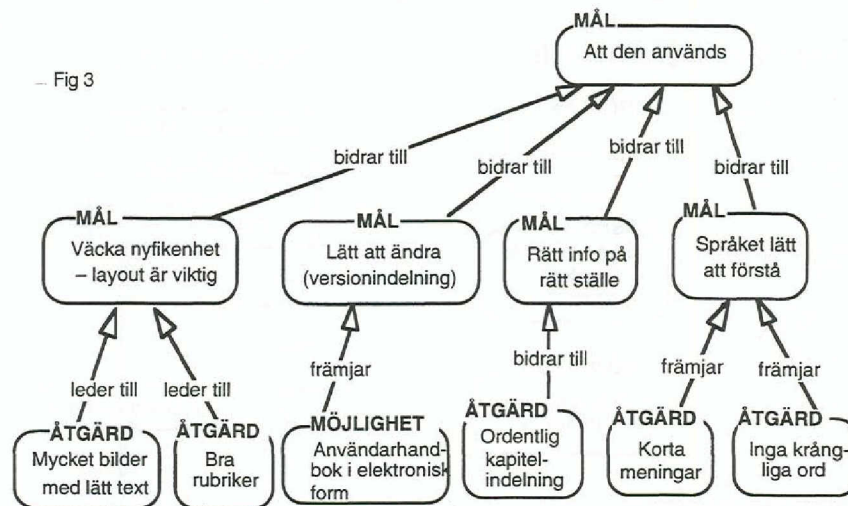 MÅL
Att den används
Fig 3
bidrar till
bidrar till
bidrar till
bidrar till
MÅL
Väcka nyfikenhet
– layout är viktig
MÅL
Lätt att ändra
(versionindelning)
MÅL
Rätt info på
rätt ställe
MÅL
Språket lätt
att förstå
leder till
leder till
främjar
bidrar till
främjar
främjar
ÅTGÄRD
Mycket bilder
med lätt text
ÅTGÄRD
Bra
rubriker
MÖJLIGHET
Användarhand-
bok i elektronisk
form
ÅTGÄRD
Ordentlig
kapitel-
indelning
ÅTGÄRD
Korta
meningar
ÅTGÄRD
Inga krång-
liga ord